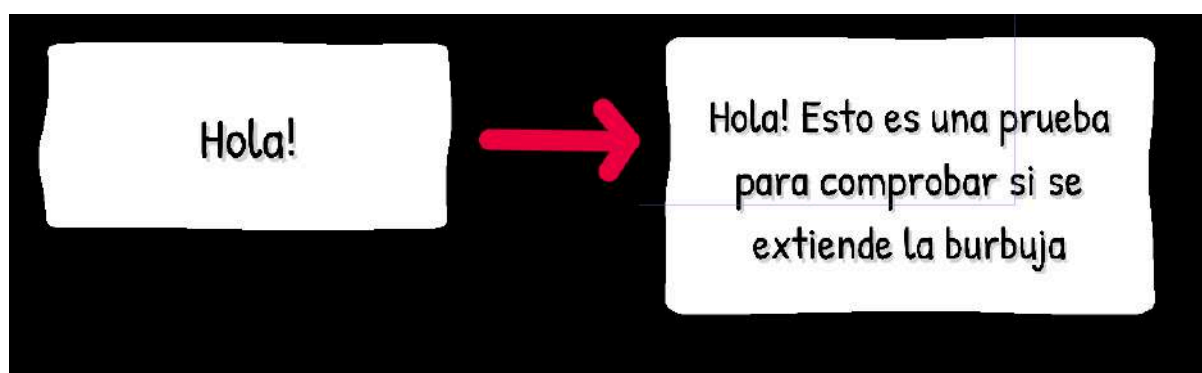 Hola!
Hola! Esto es una prueba
para comprobar si se
extiende la burbuja